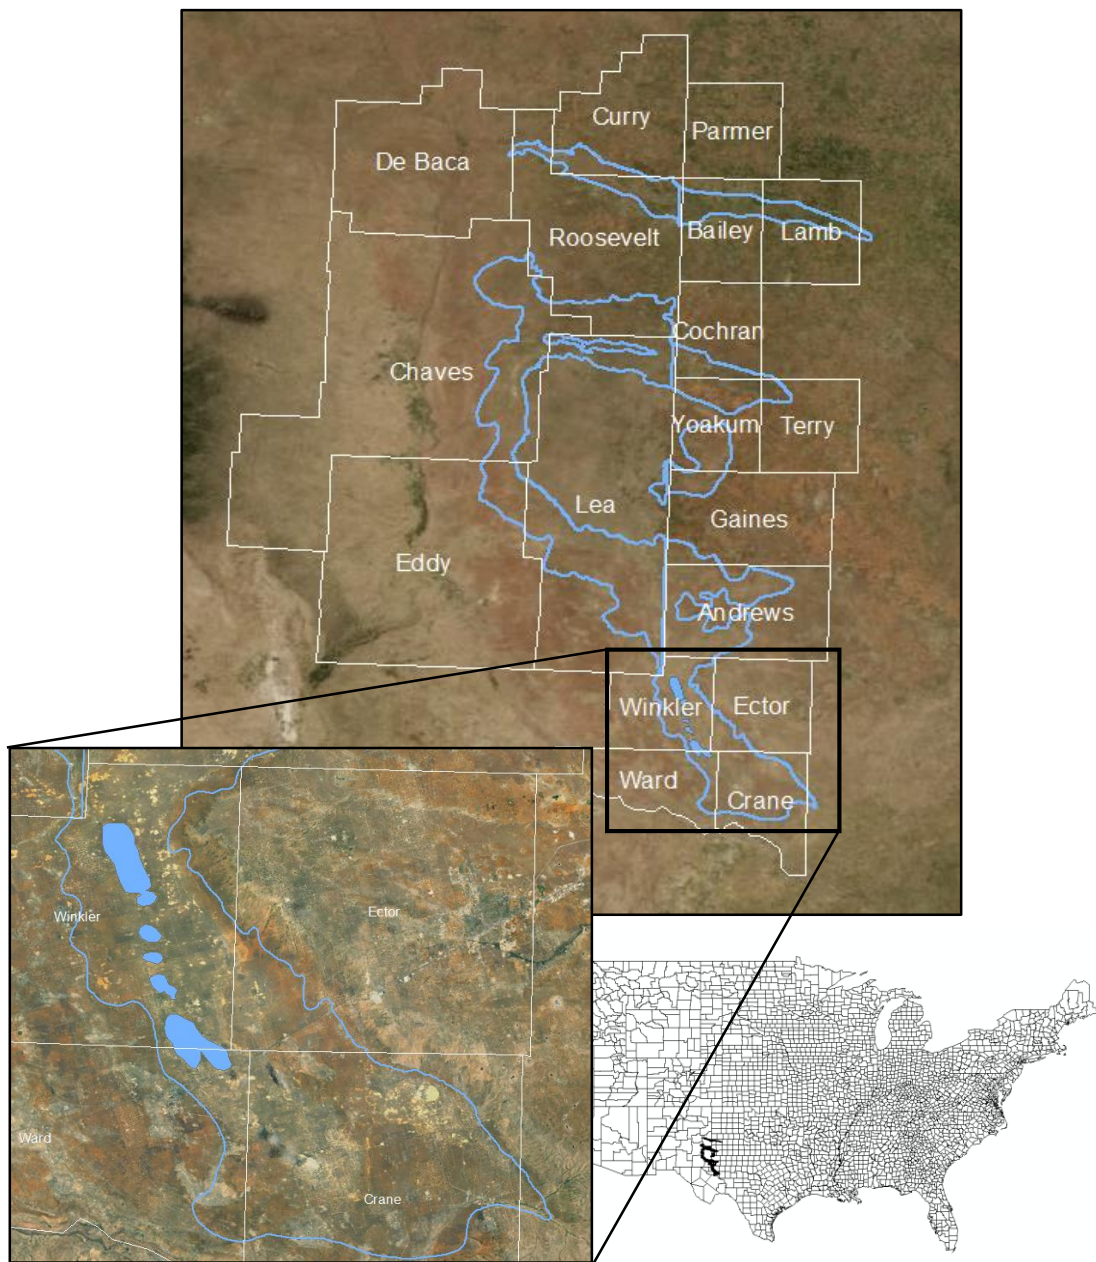 Curry
Parmer
De Baca
Roosevelt
Bailey
Lamb
Cochran
Chaves
Yoakum
Terry
Lea
Gaines
Eddy
Andrews
Winkler
Ector
Ward
Crane
Winkler
Ector
Ward
Crane